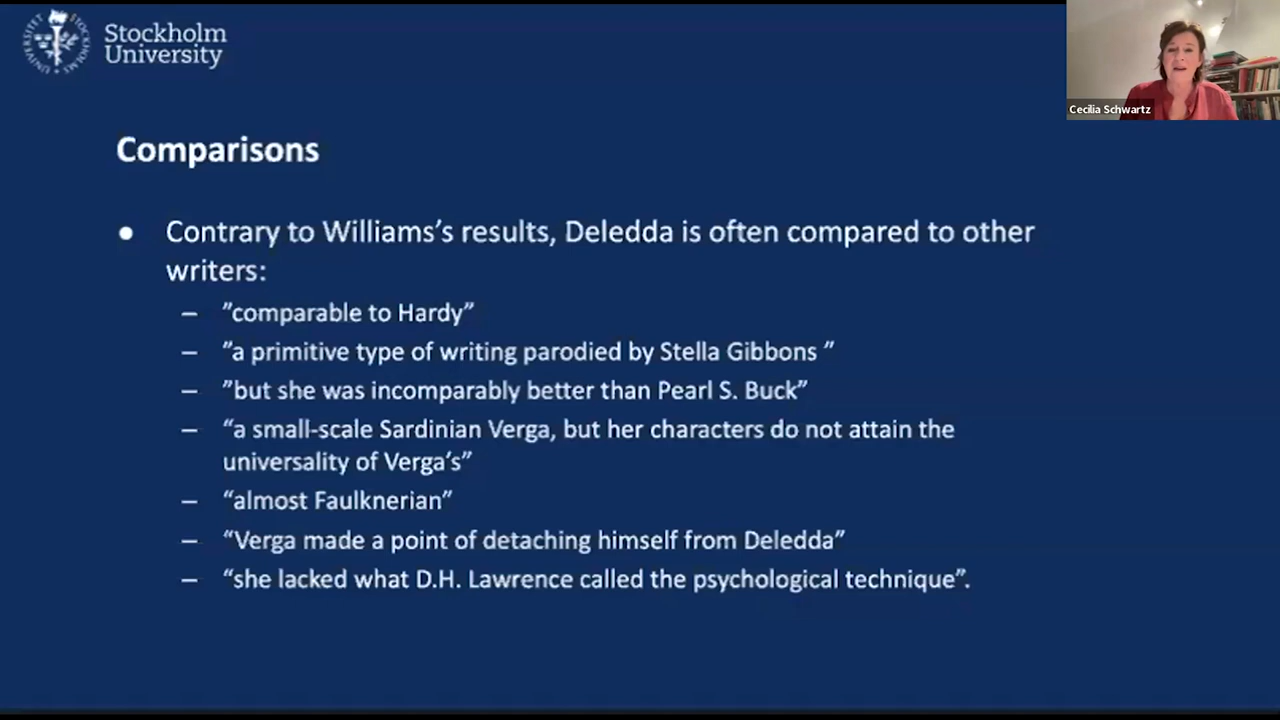 Stockholm
University
Cecilia Schwartz
Comparisons
● Contrary to Williams’s results, Deledda is often compared to other
writers:
– ”comparable to Hardy”
– ”a primitive type of writing parodied by Stella Gibbons ”
– ”but she was incomparably better than Pearl S. Buck”
– “a small-scale Sardinian Verga, but her characters do not attain the
universality of Verga’s”
– “almost Faulknerian”
– “Verga made a point of detaching himself from Deledda”
– “she lacked what D.H. Lawrence called the psychological technique”.